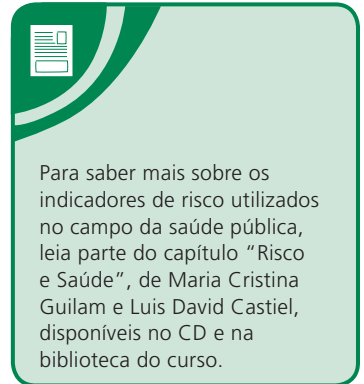 Para saber mais sobre os
indicadores de risco utilizados
no campo da saúde pública,
leia parte do capítulo “Risco
e Saúde”, de Maria Cristina
Guilam e Luis David Castiel,
disponíveis no CD e na
biblioteca do curso.